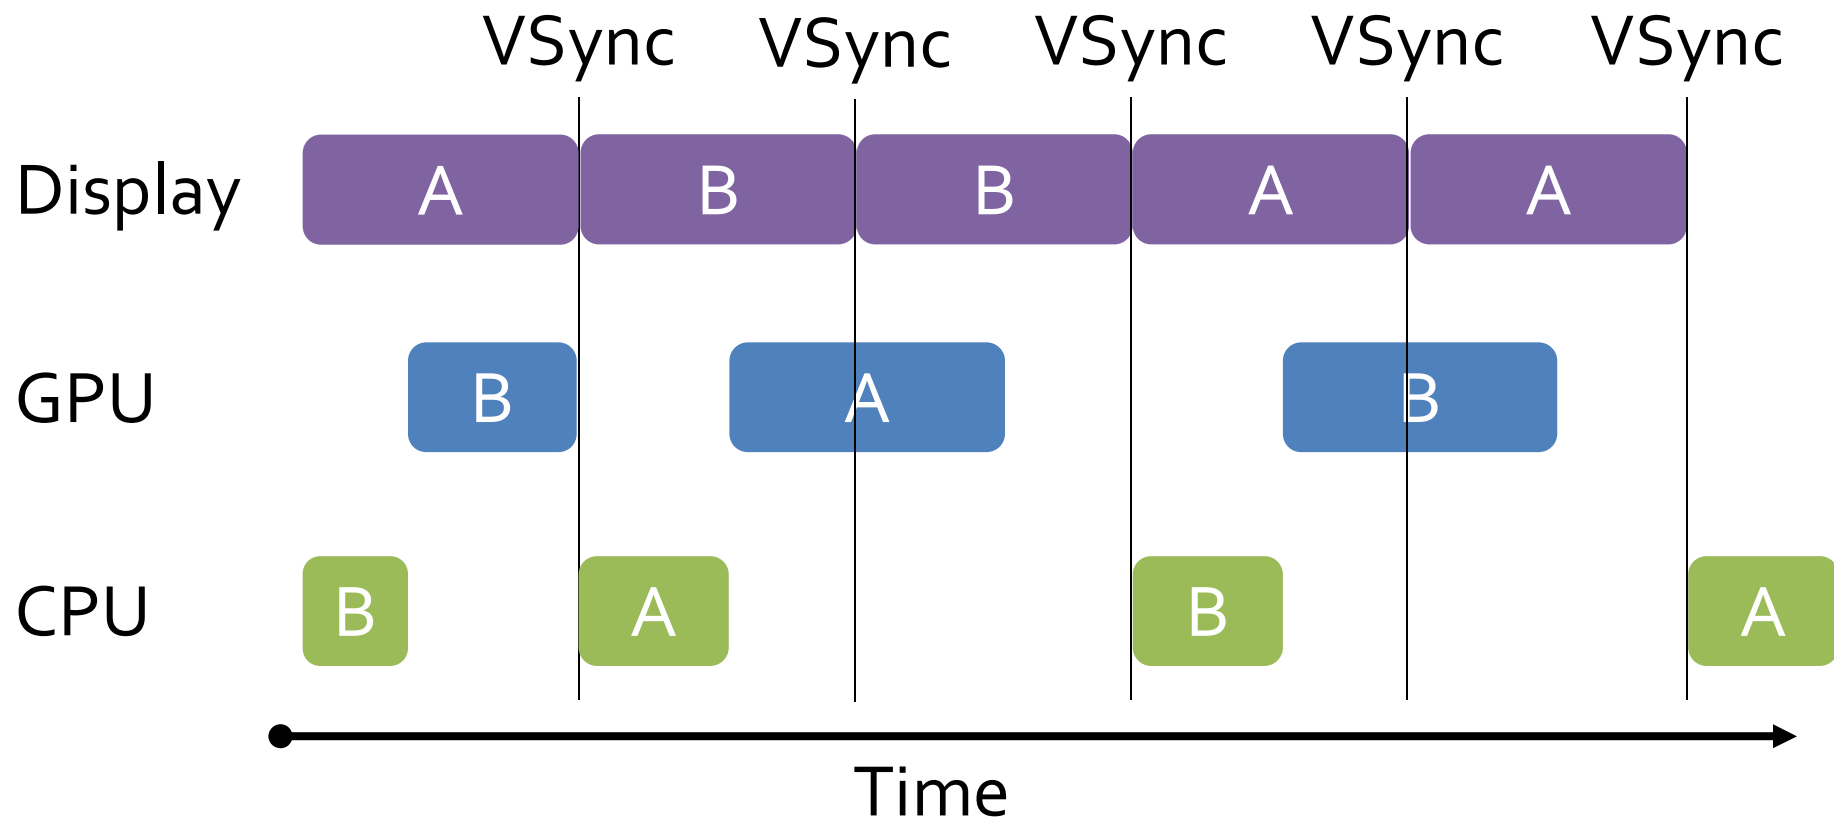 VSync VSync VSync VSync VSync
Display A B B A A
GPU B A B
CPU B A B A
Time